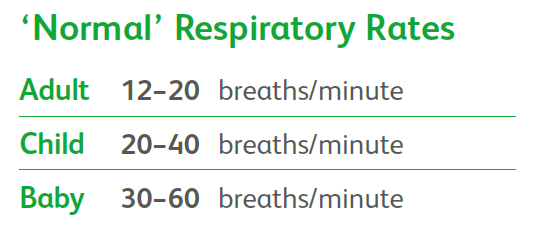 ‘Normal’ Respiratory Rates
Adult 12–20 breaths/minute
Child 20–40 breaths/minute
Baby 30–60 breaths/minute